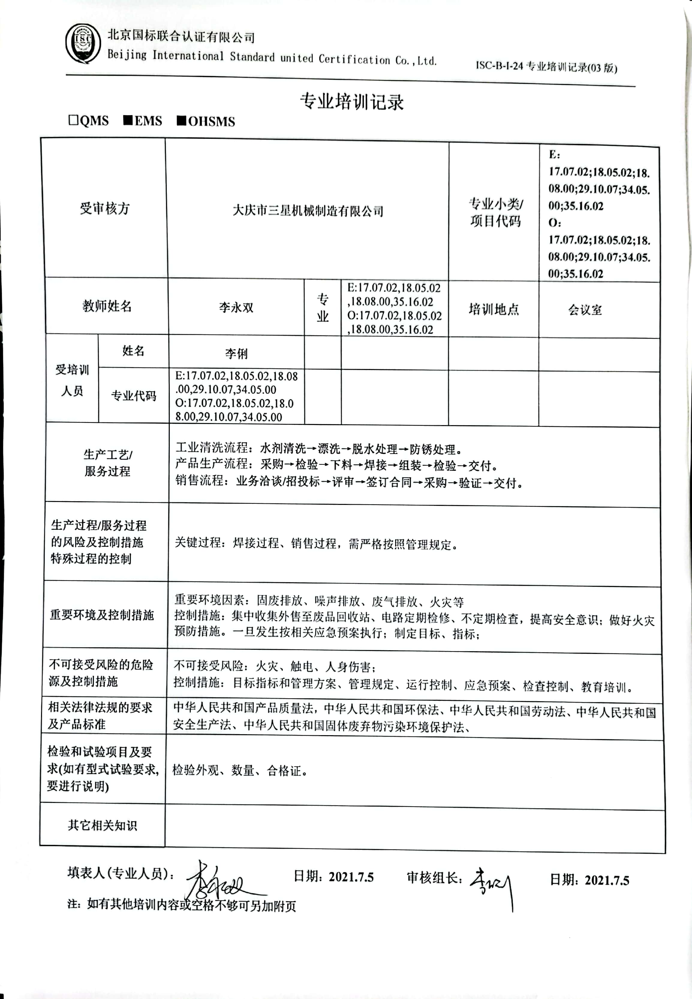 ISC
北京国标联合认证有限公司
Beijing International Standard united Certification Co.,Ltd.
ISC-B-I-24 专业培训记录(03 版)
专业培训记录
□QMS ■EMS ■OHSMS
受审核方
大庆市三星机械制造有限公司
专业小类/
项目代码
E:
17.07.02;18.05.02;18.
08.00;29.10.07;34.05.
00;35.16.02
O:
17.07.02;18.05.02;18.
08.00;29.10.07;34.05.
00;35.16.02
教师姓名
李永双
专
业
E:17.07.02,18.05.02
,18.08.00,35.16.02
O:17.07.02,18.05.02
,18.08.00,35.16.02
培训地点
会议室
受培训
人员
姓名
李俐
专业代码
E:17.07.02,18.05.02,18.08
.00,29.10.07,34.05.00
O:17.07.02,18.05.02,18.0
8.00,29.10.07,34.05.00
生产工艺/
服务过程
工业清洗流程：水剂清洗→漂洗→脱水处理→防锈处理。
产品生产流程：采购→检验→下料→焊接→组装→检验→交付。
销售流程：业务洽谈/招投标→评审→签订合同→采购→验证→交付。
生产过程/服务过程
的风险及控制措施
特殊过程的控制
关键过程：焊接过程、销售过程，需严格按照管理规定。
重要环境及控制措施
重要环境因素：固废排放、噪声排放、废气排放、火灾等
控制措施：集中收集外售至废品回收站、电路定期检修、不定期检查，提高安全意识；做好火灾
预防措施。一旦发生按相关应急预案执行；制定目标、指标；
不可接受风险的危险
源及控制措施
不可接受风险：火灾、触电、人身伤害；
控制措施：目标指标和管理方案、管理规定、运行控制、应急预案、检查控制、教育培训。
相关法律法规的要求
及产品标准
中华人民共和国产品质量法，中华人民共和国环保法、中华人民共和国劳动法、中华人民共和国
安全生产法、中华人民共和国固体废弃物污染环境保护法、
检验和试验项目及要
求(如有型式试验要求,
要进行说明)
检验外观、数量、合格证。
其它相关知识
填表人(专业人员)：李永双 日期：2021.7.5 审核组长：李俐 日期：2021.7.5
注：如有其他培训内容或空格不够可另加附页